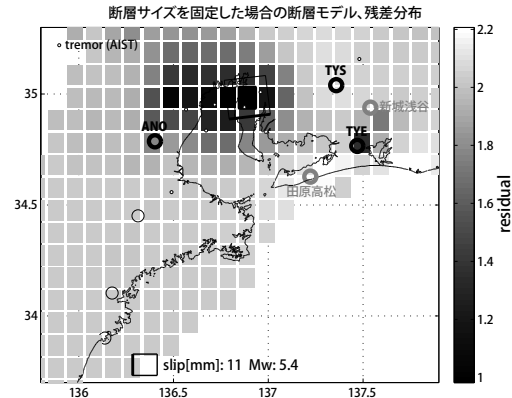 断層サイズを固定した場合の断層モデル、残差分布
tremor (AIST)
TYS
新城浅谷
ANO
TYE
田原高松
slip[mm]: 11 Mw: 5.4
35
34.5
34
136
136.5
137
137.5
2.2
2
1.8
1.6
1.4
1.2
1
residual